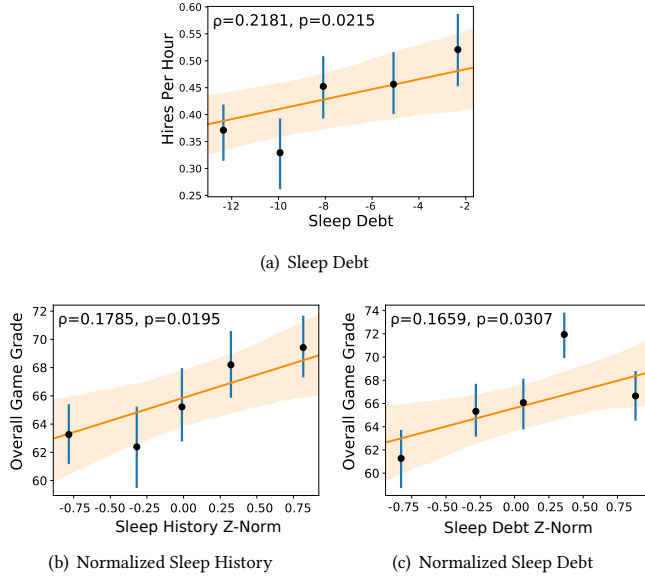 ρ=0.2181, p=0.0215
Hires Per Hour
0.60
0.55
0.50
0.45
0.40
0.35
0.30
0.25
-12 -10 -8 -6 -4 -2
Sleep Debt
(a) Sleep Debt
ρ=0.1785, p=0.0195
Overall Game Grade
72
70
68
66
64
62
60
-0.75 -0.50 -0.25 0.00 0.25 0.50 0.75
Sleep History Z-Norm
(b) Normalized Sleep History
ρ=0.1659, p=0.0307
Overall Game Grade
74
72
70
68
66
64
62
60
-0.75 -0.50 -0.25 0.00 0.25 0.50 0.75
Sleep Debt Z-Norm
(c) Normalized Sleep Debt